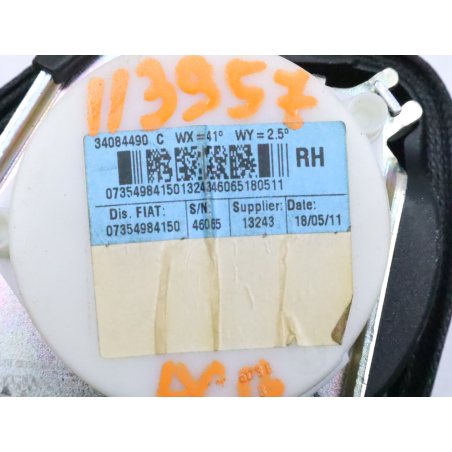 113957
34084490 C WX=41° WY=2.5°
RH
07354984150132434606518051 1
Dis. FIAT: S/N: Supplier: Date:
07354984150 46065 13243 18/05/11